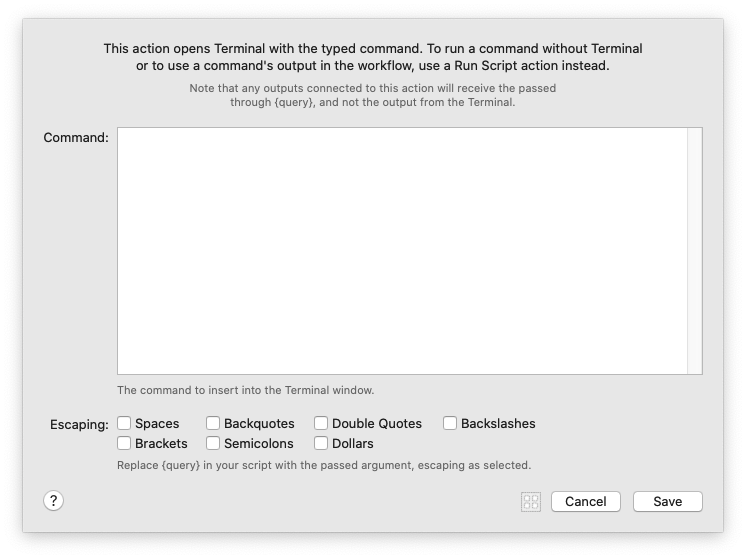 This action opens Terminal with the typed command. To run a command without Terminal
or to use a command's output in the workflow, use a Run Script action instead.
Note that any outputs connected to this action will receive the passed
through {query}, and not the output from the Terminal.
Command:
The command to insert into the Terminal window.
Escaping: Spaces Backquotes Double Quotes Backslashes
Brackets Semicolons Dollars
Replace {query} in your script with the passed argument, escaping as selected.
? Cancel Save